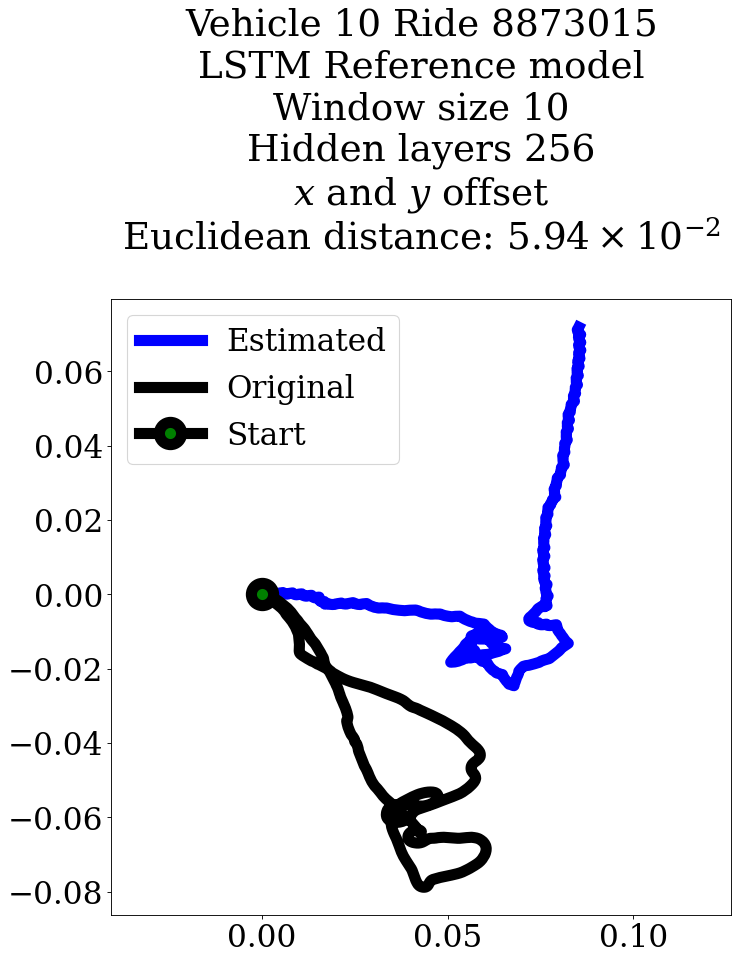 Vehicle 10 Ride 8873015
LSTM Reference model
Window size 10
Hidden layers 256
x and y offset
Euclidean distance: 5.94 × 10⁻²
Estimated
Original
Start
0.06
0.04
0.02
0.00
−0.02
−0.04
−0.06
−0.08
0.00 0.05 0.10